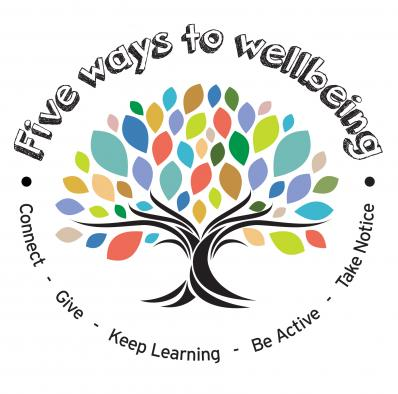 Five ways to wellbeing
• Connect - Give - Keep Learning - Be Active - Take Notice •